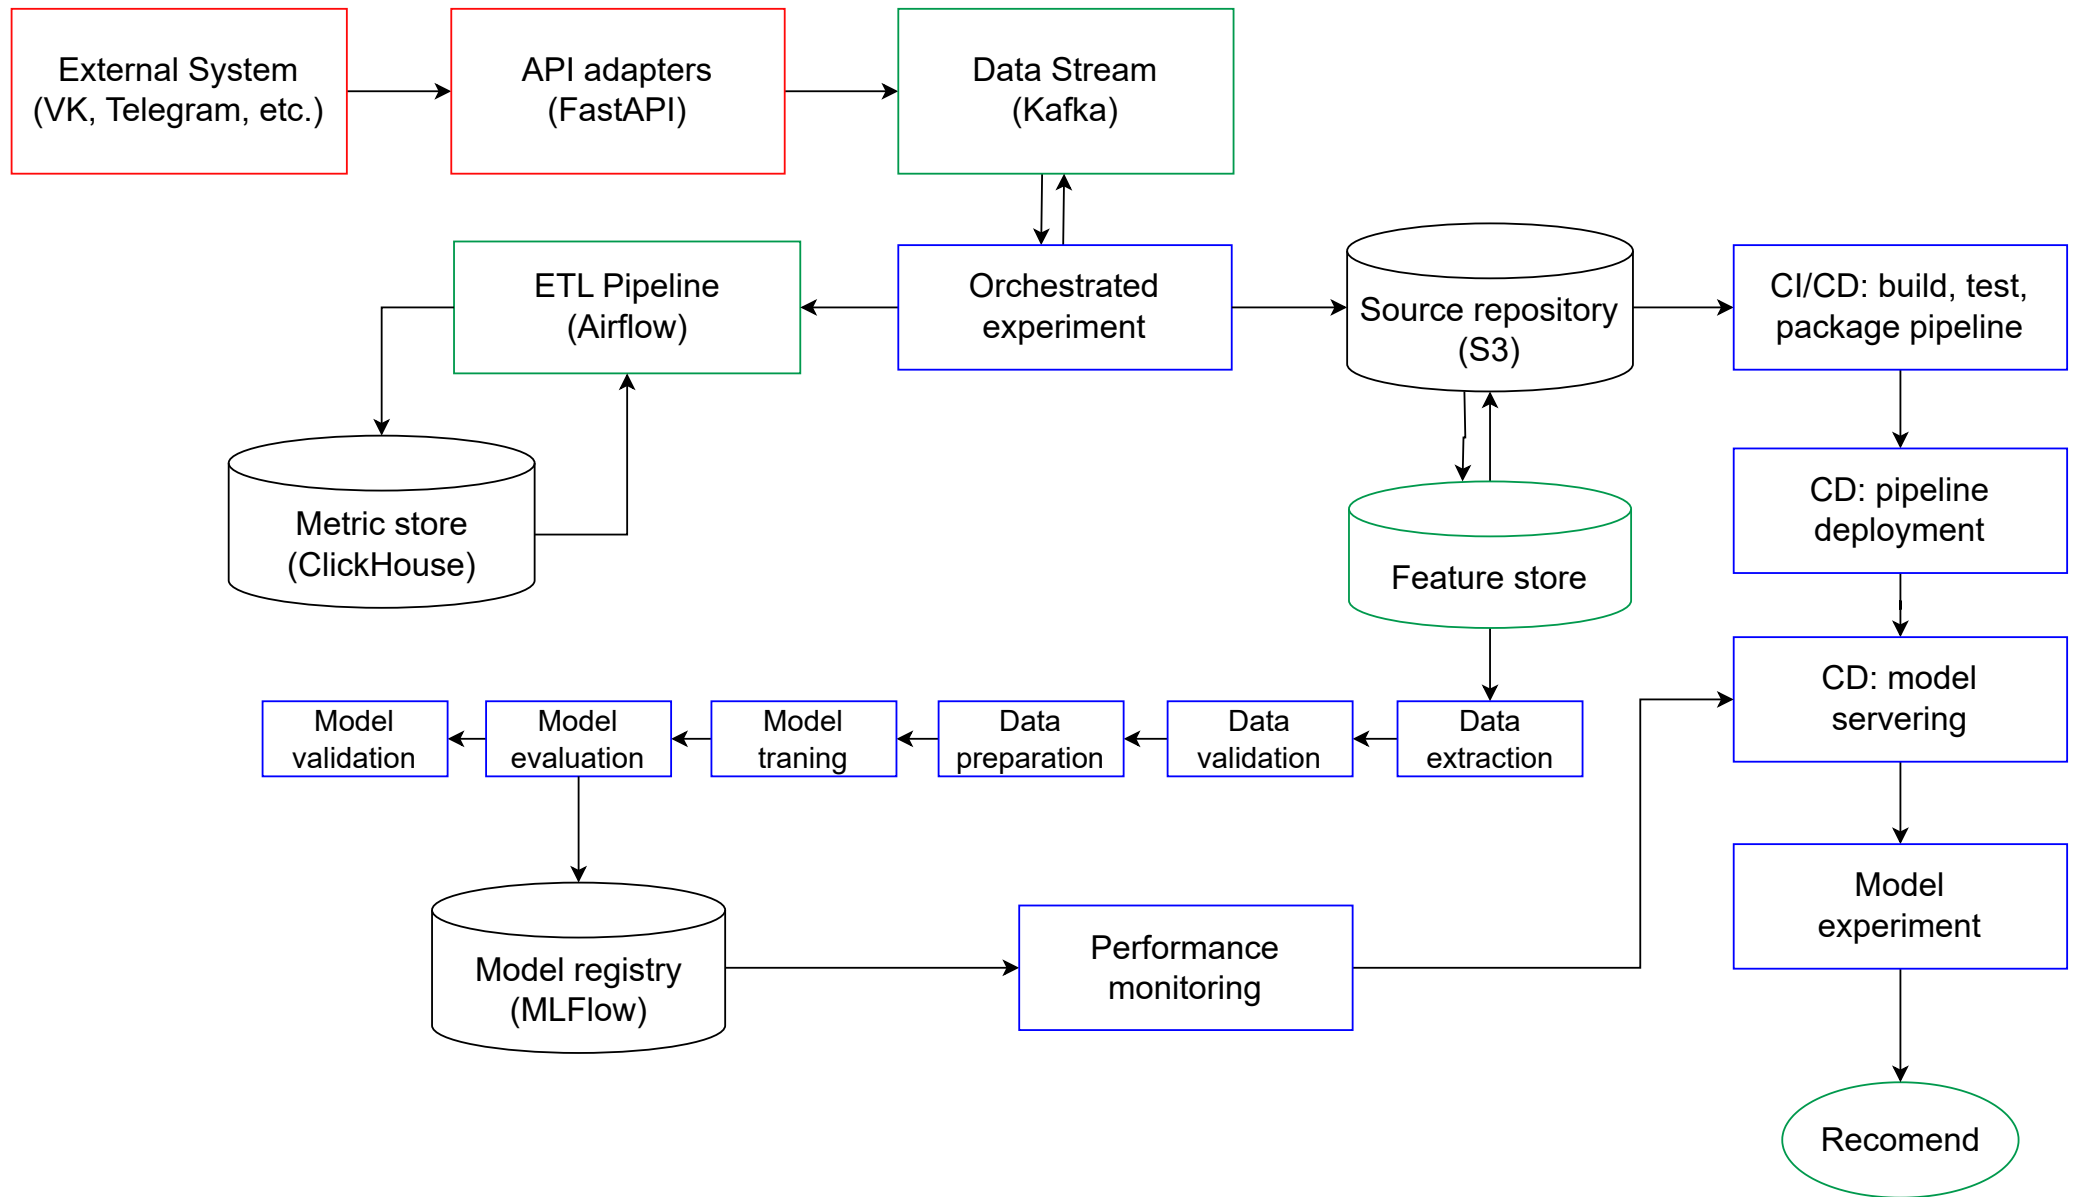 External System
(VK, Telegram, etc.)
API adapters
(FastAPI)
Data Stream
(Kafka)
ETL Pipeline
(Airflow)
Orchestrated
experiment
Source repository
(S3)
CI/CD: build, test,
package pipeline
Metric store
(ClickHouse)
Feature store
CD: pipeline
deployment
CD: model
servering
Model
validation
Model
evaluation
Model
traning
Data
preparation
Data
validation
Data
extraction
Model registry
(MLFlow)
Performance
monitoring
Model
experiment
Recomend